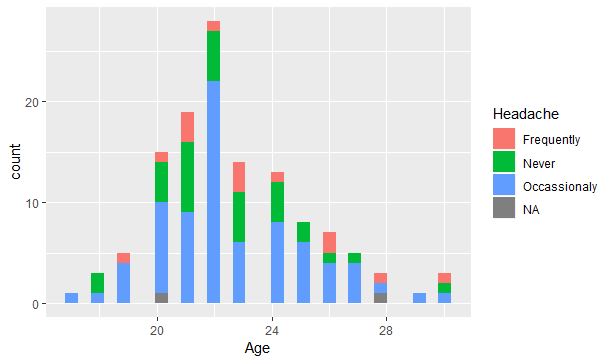 20
10
0
count
20
24
28
Age
Headache
Frequently
Never
Occassionaly
NA